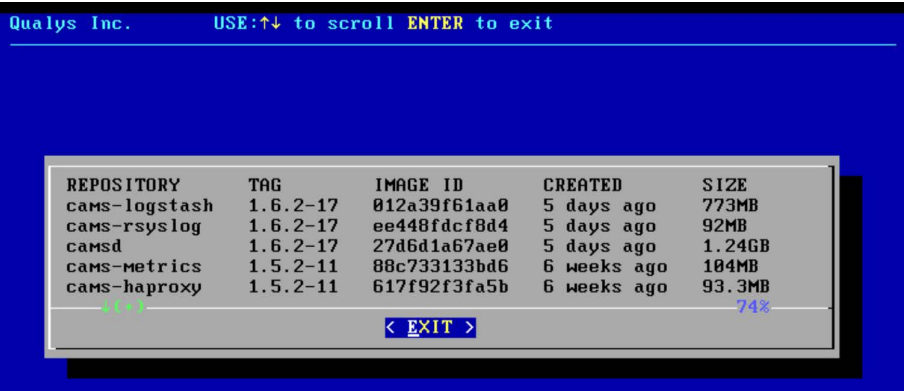 Qualys Inc. USE:↑↓ to scroll ENTER to exit
REPOSITORY TAG IMAGE ID CREATED SIZE
cams-logstash 1.6.2-17 012a39f61aa0 5 days ago 773MB
cams-rsyslog 1.6.2-17 ee448fdcf8d4 5 days ago 92MB
camsd 1.6.2-17 27d6d1a67ae0 5 days ago 1.24GB
cams-metrics 1.5.2-11 88c733133bd6 6 weeks ago 104MB
cams-haproxy 1.5.2-11 617f92f3fa5b 6 weeks ago 93.3MB
↓(+) 74%
< EXIT >